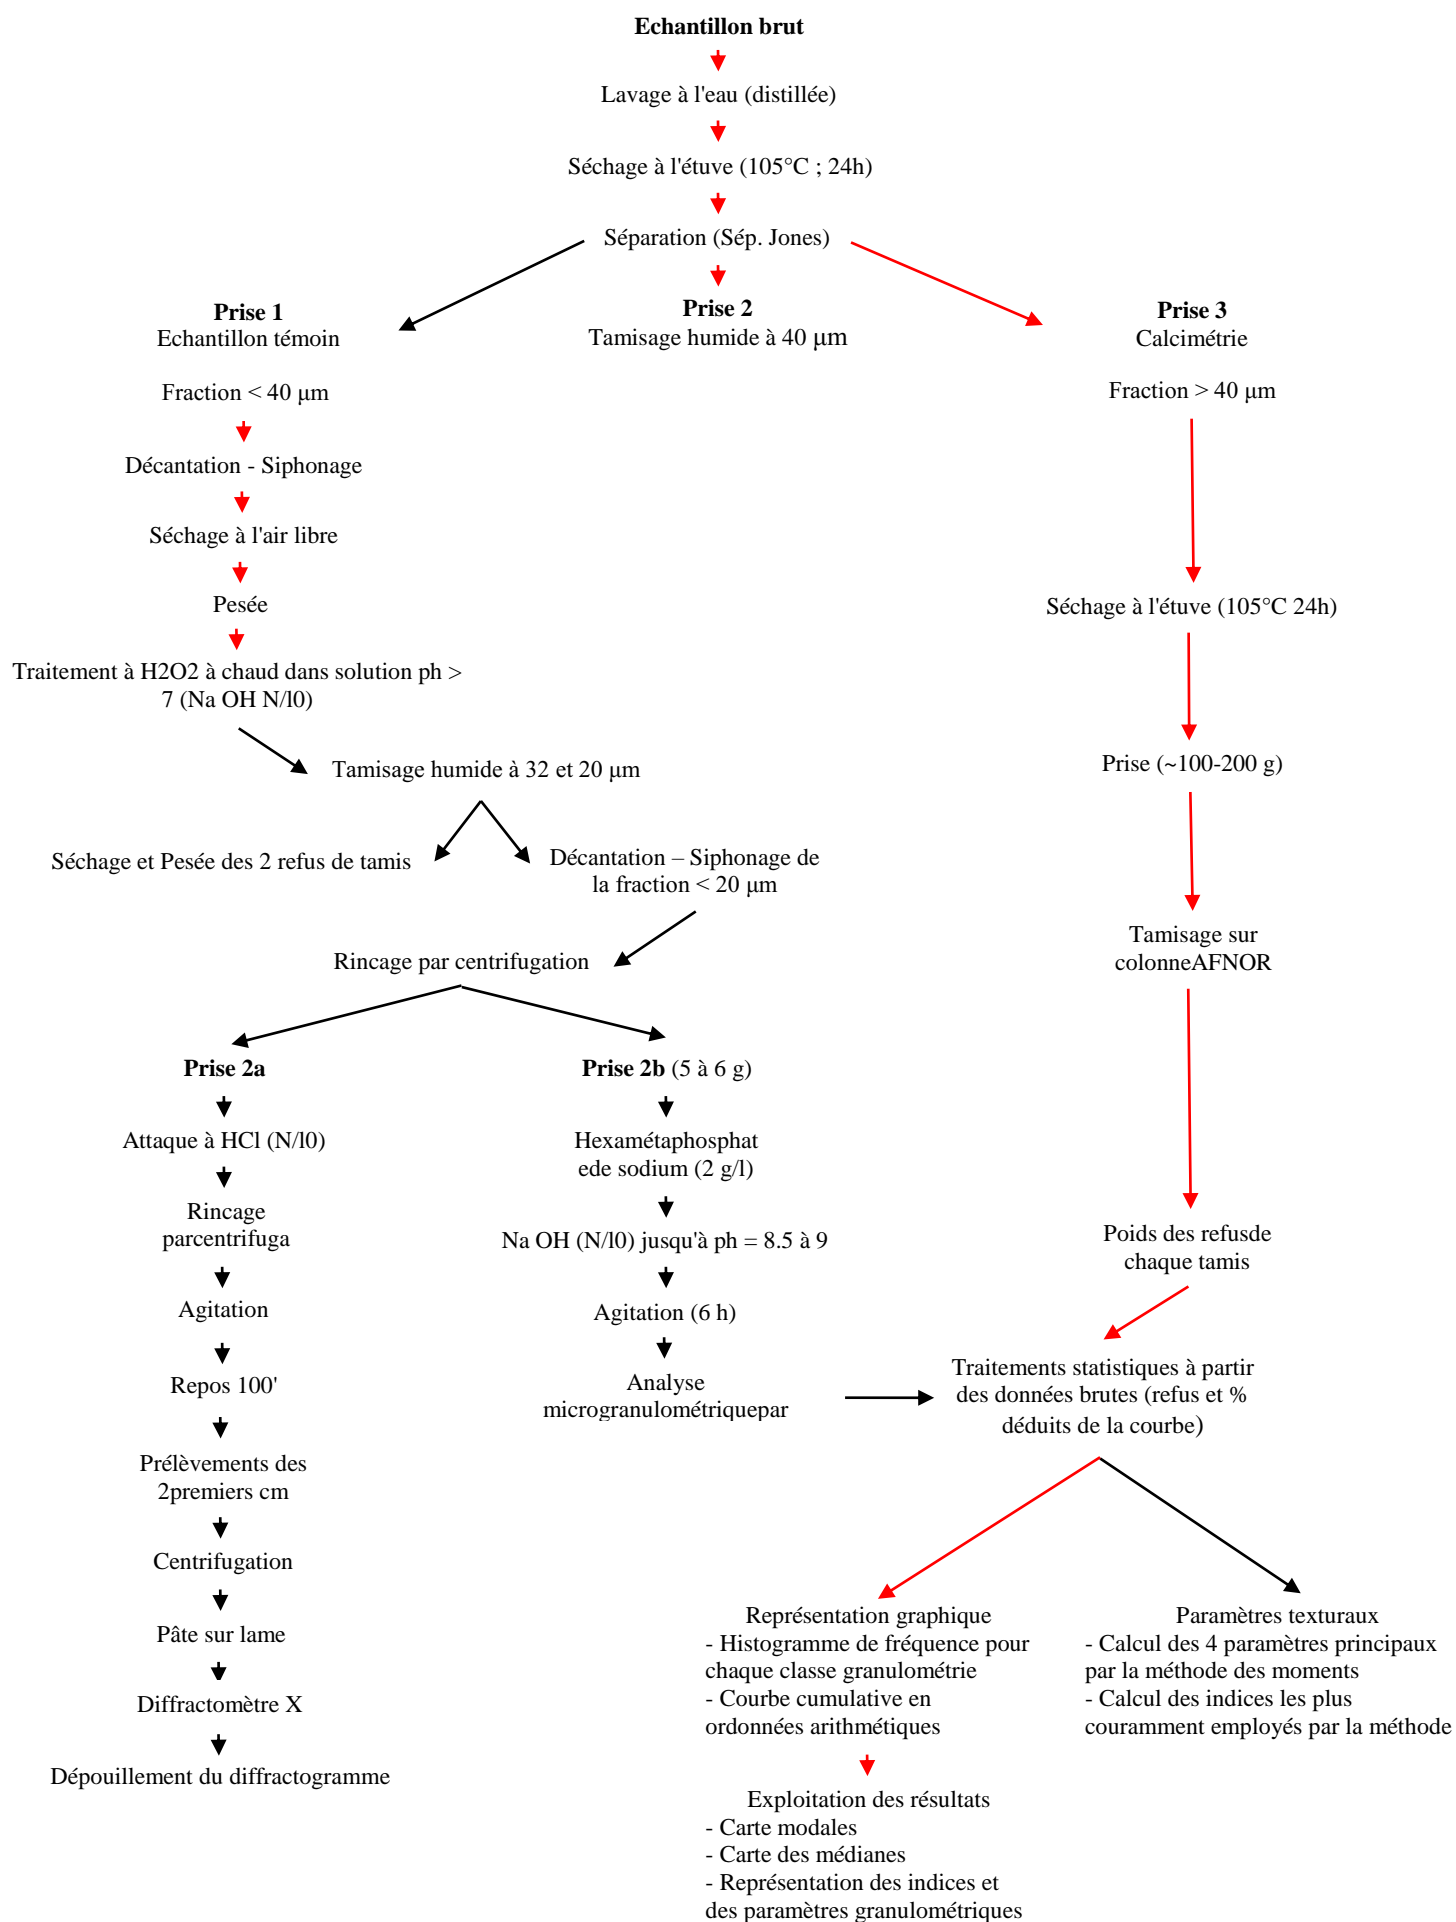 Echantillon brut
Lavage à l'eau (distillée)
Séchage à l'étuve (105°C ; 24h)
Séparation (Sép. Jones)
Prise 1
Echantillon témoin
Prise 2
Tamisage humide à 40 µm
Prise 3
Calcimétrie
Fraction < 40 µm
Fraction > 40 µm
Décantation - Siphonage
Séchage à l'air libre
Pesée
Séchage à l'étuve (105°C 24h)
Traitement à H2O2 à chaud dans solution ph >
7 (Na OH N/l0)
Tamisage humide à 32 et 20 µm
Prise (~100-200 g)
Séchage et Pesée des 2 refus de tamis
Décantation – Siphonage de
la fraction < 20 µm
Rincage par centrifugation
Tamisage sur
colonneAFNOR
Prise 2a
Attaque à HCl (N/l0)
Rincage
parcentrifuga
Agitation
Repos 100'
Prélèvements des
2premiers cm
Centrifugation
Pâte sur lame
Diffractomètre X
Dépouillement du diffractogramme
Prise 2b (5 à 6 g)
Hexamétaphosphat
ede sodium (2 g/l)
Na OH (N/l0) jusqu'à ph = 8.5 à 9
Agitation (6 h)
Analyse
microgranulométriquepar
Poids des refusde
chaque tamis
Traitements statistiques à partir
des données brutes (refus et %
déduits de la courbe)
Représentation graphique
- Histogramme de fréquence pour
chaque classe granulométrie
- Courbe cumulative en
ordonnées arithmétiques
Paramètres texturaux
- Calcul des 4 paramètres principaux
par la méthode des moments
- Calcul des indices les plus
couramment employés par la méthode
Exploitation des résultats
- Carte modales
- Carte des médianes
- Représentation des indices et
des paramètres granulométriques